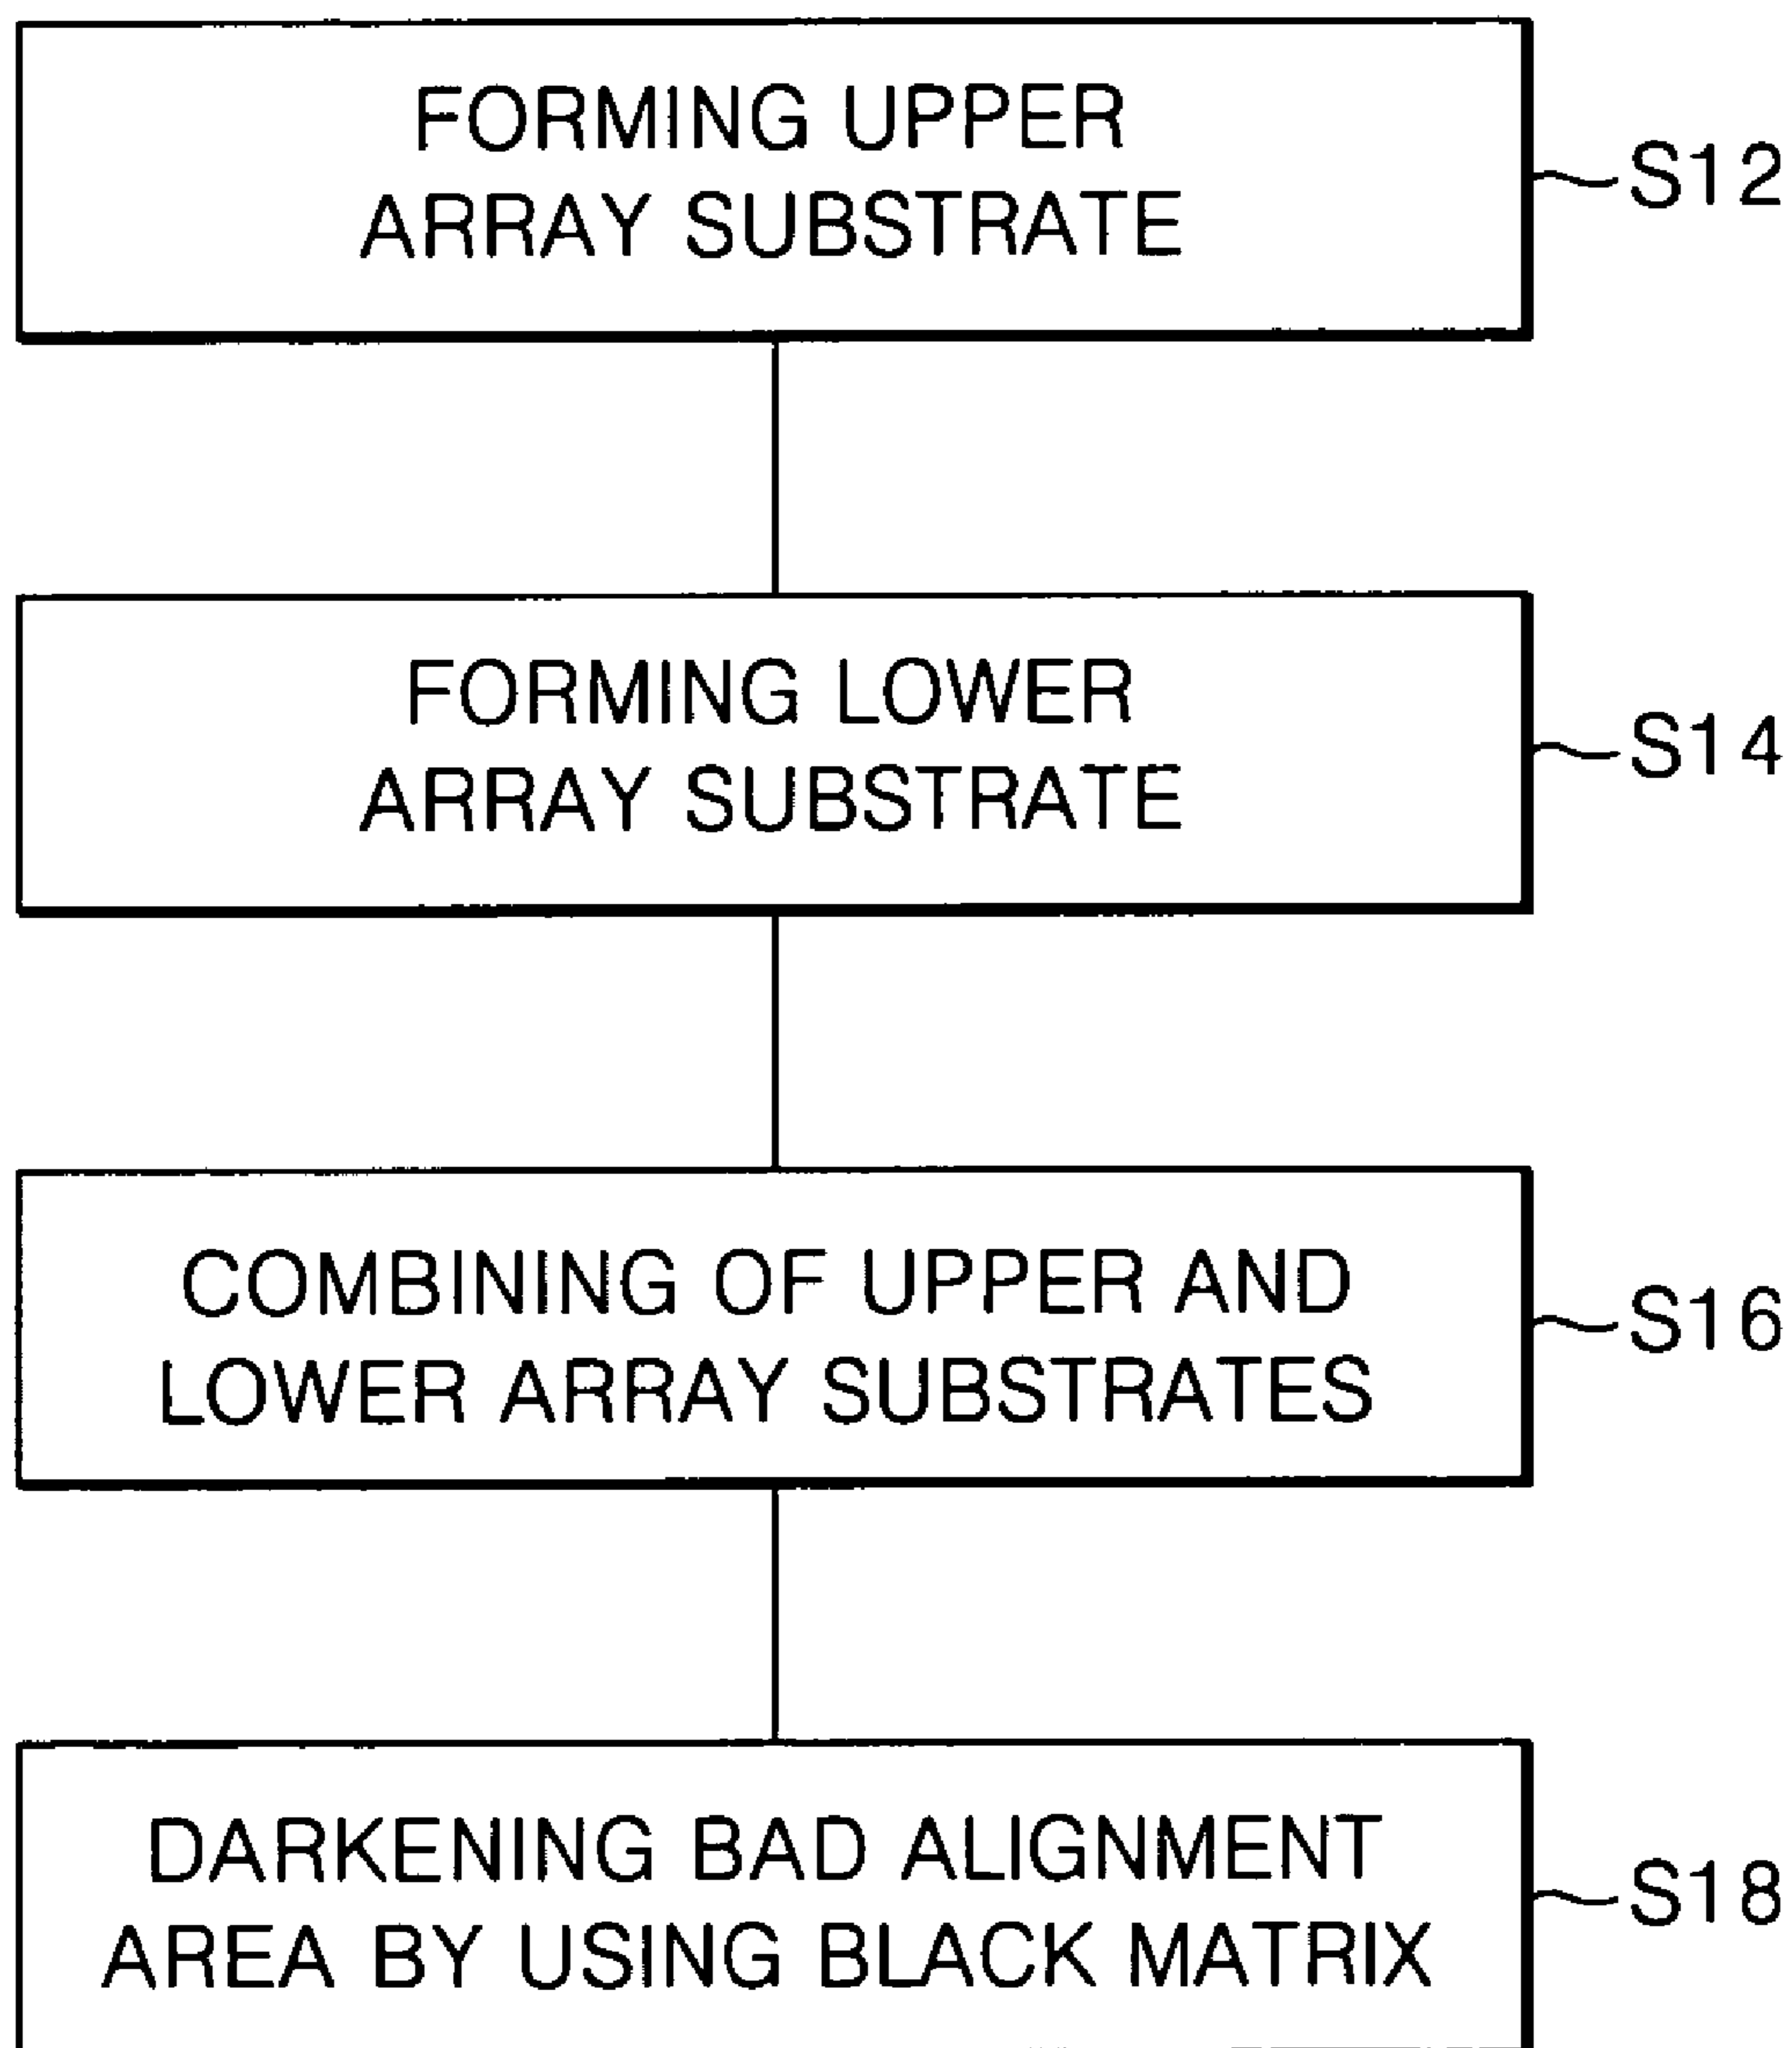 FORMING UPPER
ARRAY SUBSTRATE
S12
FORMING LOWER
ARRAY SUBSTRATE
S14
COMBINING OF UPPER AND
LOWER ARRAY SUBSTRATES
S16
DARKENING BAD ALIGNMENT
AREA BY USING BLACK MATRIX
S18